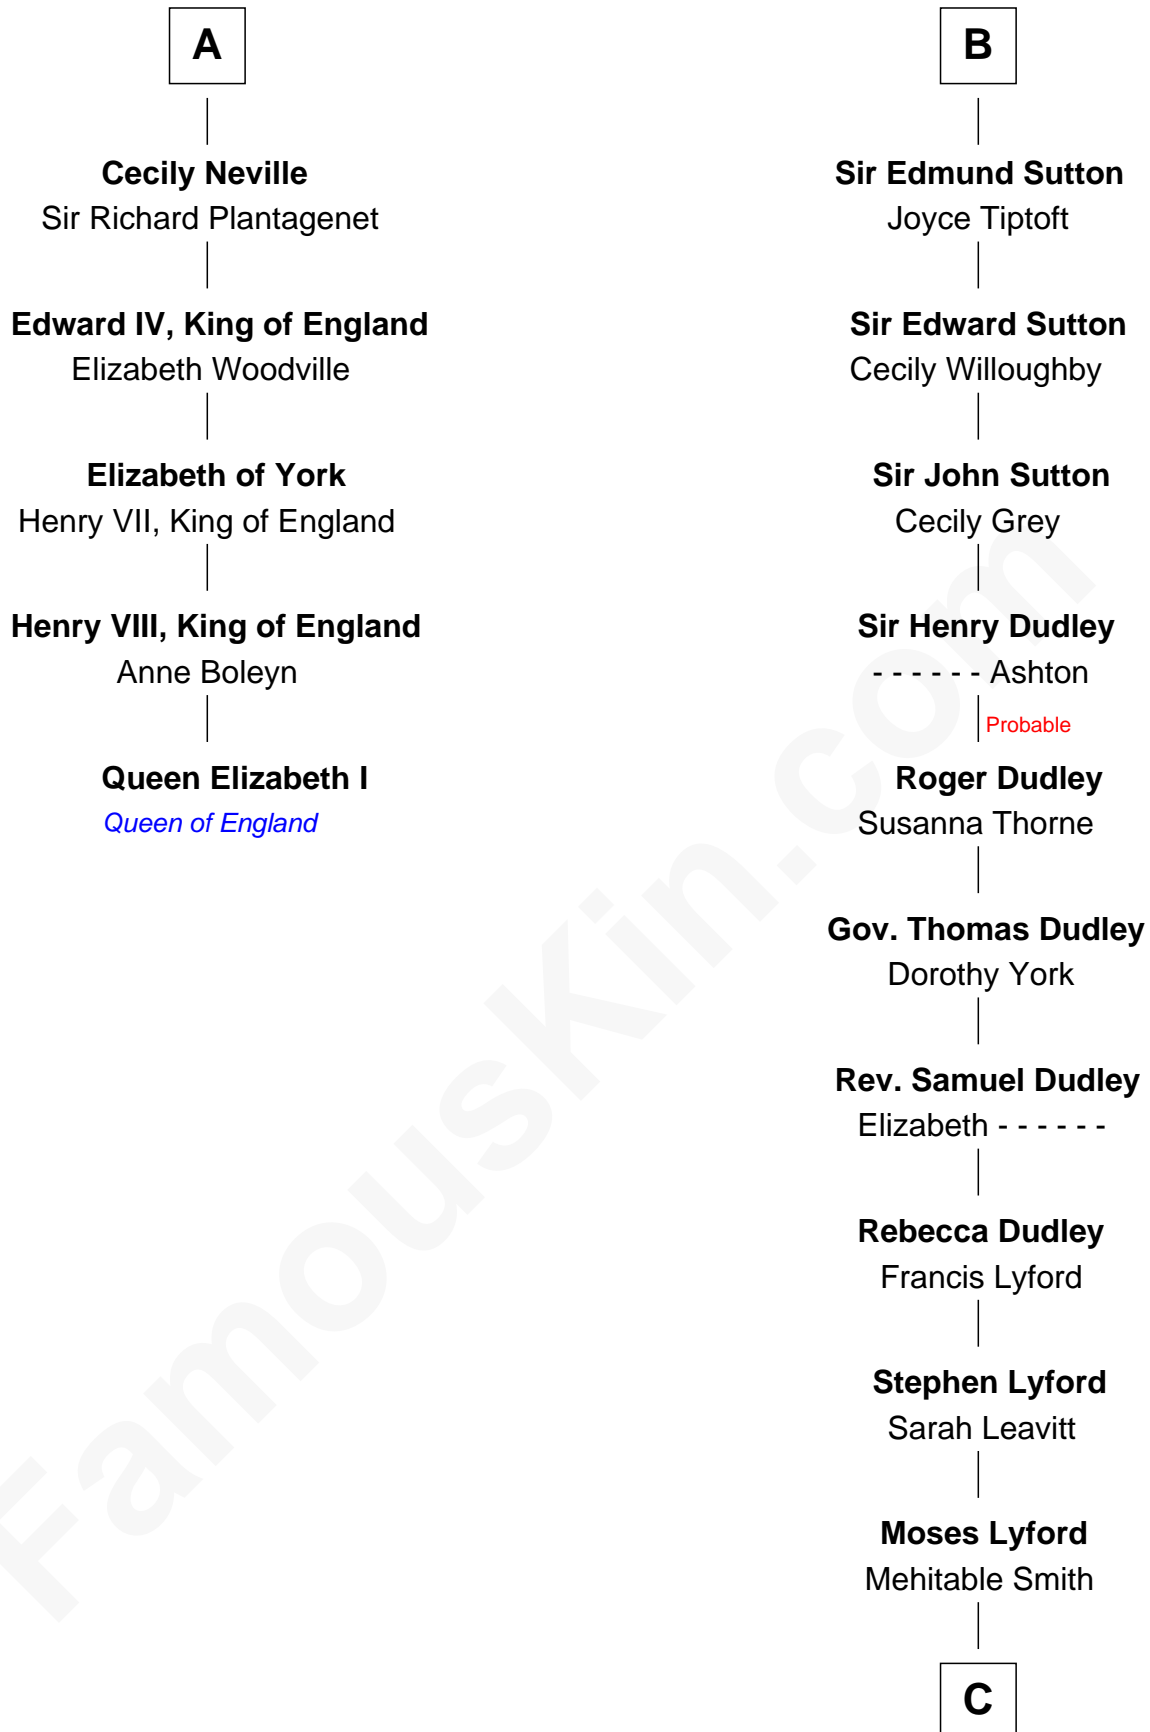 A
Cecily Neville
Sir Richard Plantagenet
Edward IV, King of England
Elizabeth Woodville
Elizabeth of York
Henry VII, King of England
Henry VIII, King of England
Anne Boleyn
Queen Elizabeth I
Queen of England
B
Sir Edmund Sutton
Joyce Tiptoft
Sir Edward Sutton
Cecily Willoughby
Sir John Sutton
Cecily Grey
Sir Henry Dudley
- - - - - - Ashton
Probable
Roger Dudley
Susanna Thorne
Gov. Thomas Dudley
Dorothy York
Rev. Samuel Dudley
Elizabeth - - - - - -
Rebecca Dudley
Francis Lyford
Stephen Lyford
Sarah Leavitt
Moses Lyford
Mehitable Smith
C
FamousKin.com